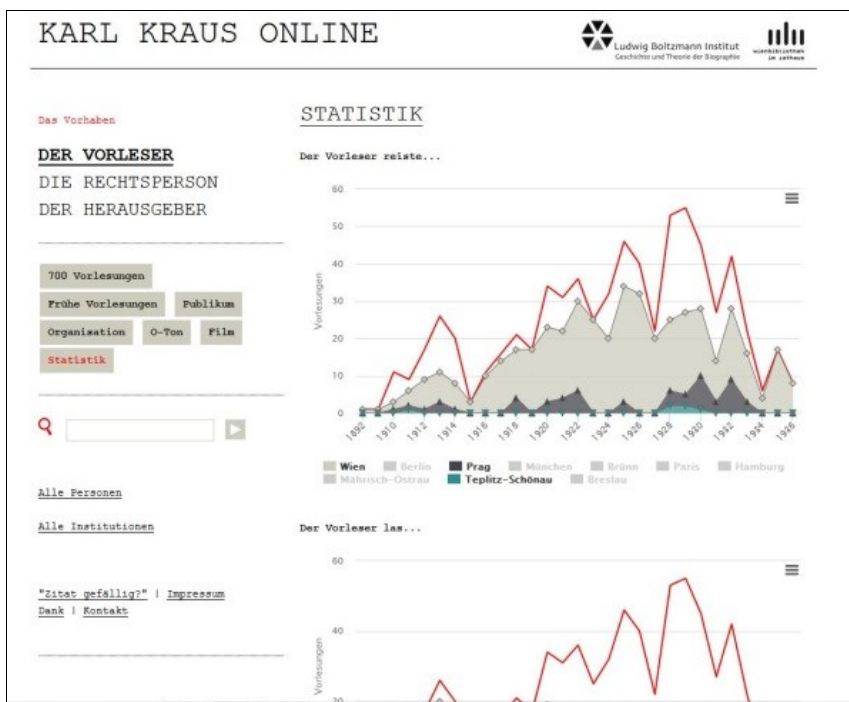 KARL KRAUS ONLINE
Ludwig Boltzmann Institut
Geschichte und Theorie der Biographie
wienbibliothek
im rathaus
Das Vorhaben
DER VORLESER
DIE RECHTSPERSON
DER HERAUSGEBER
700 Vorlesungen
Frühe Vorlesungen Publikum
Organisation O-Ton Film
Statistik
Alle Personen
Alle Institutionen
"Zitat gefällig?" | Impressum
Dank | Kontakt
STATISTIK
Der Vorleser reiste...
60
50
40
30
20
10
0
Vorlesungen
1892 1910 1912 1914 1916 1918 1920 1922 1924 1926 1928 1930 1932 1934 1936
Wien Berlin Prag München Brünn Paris Hamburg
Mährisch-Ostrau Teplitz-Schönau Breslau
Der Vorleser las...
60
40
20
Vorlesungen